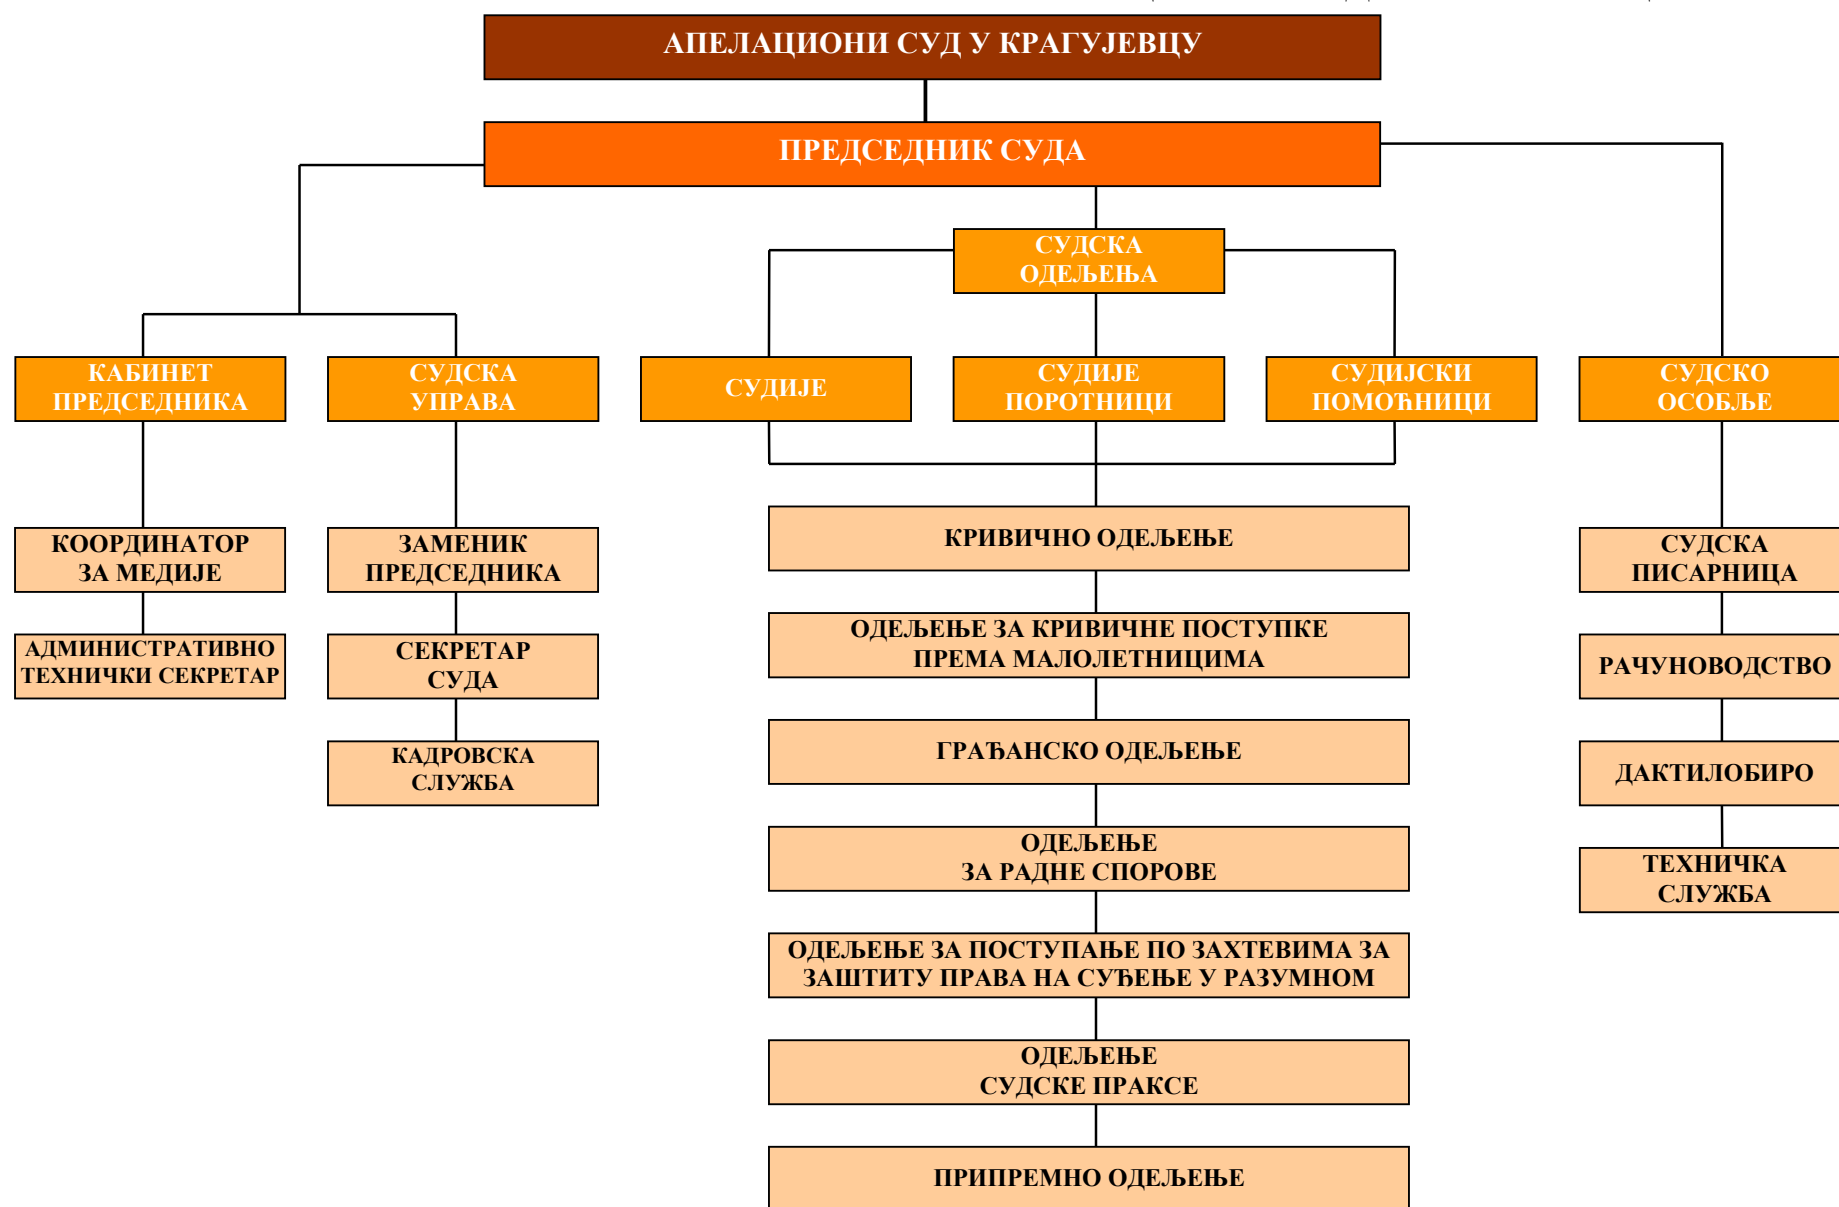 АПЕЛАЦИОНИ СУД У КРАГУЈЕВЦУ
ПРЕДСЕДНИК СУДА
СУДСКА
ОДЕЉЕЊА
КАБИНЕТ
ПРЕДСЕДНИКА
СУДСКА
УПРАВА
СУДИЈЕ
СУДИЈЕ
ПОРОТНИЦИ
СУДИЈСКИ
ПОМОЋНИЦИ
СУДСКО
ОСОБЉЕ
КООРДИНАТОР
ЗА МЕДИЈЕ
АДМИНИСТРАТИВНО
ТЕХНИЧКИ СЕКРЕТАР
ЗАМЕНИК
ПРЕДСЕДНИКА
СЕКРЕТАР
СУДА
КАДРОВСКА
СЛУЖБА
КРИВИЧНО ОДЕЉЕЊЕ
ОДЕЉЕЊЕ ЗА КРИВИЧНЕ ПОСТУПКЕ
ПРЕМА МАЛОЛЕТНИЦИМА
ГРАЂАНСКО ОДЕЉЕЊЕ
ОДЕЉЕЊЕ
ЗА РАДНЕ СПОРОВЕ
ОДЕЉЕЊЕ ЗА ПОСТУПАЊЕ ПО ЗАХТЕВИМА ЗА
ЗАШТИТУ ПРАВА НА СУЂЕЊЕ У РАЗУМНОМ
ОДЕЉЕЊЕ
СУДСКЕ ПРАКСЕ
ПРИПРЕМНО ОДЕЉЕЊЕ
СУДСКА
ПИСАРНИЦА
РАЧУНОВОДСТВО
ДАКТИЛОБИРО
ТЕХНИЧКА
СЛУЖБА